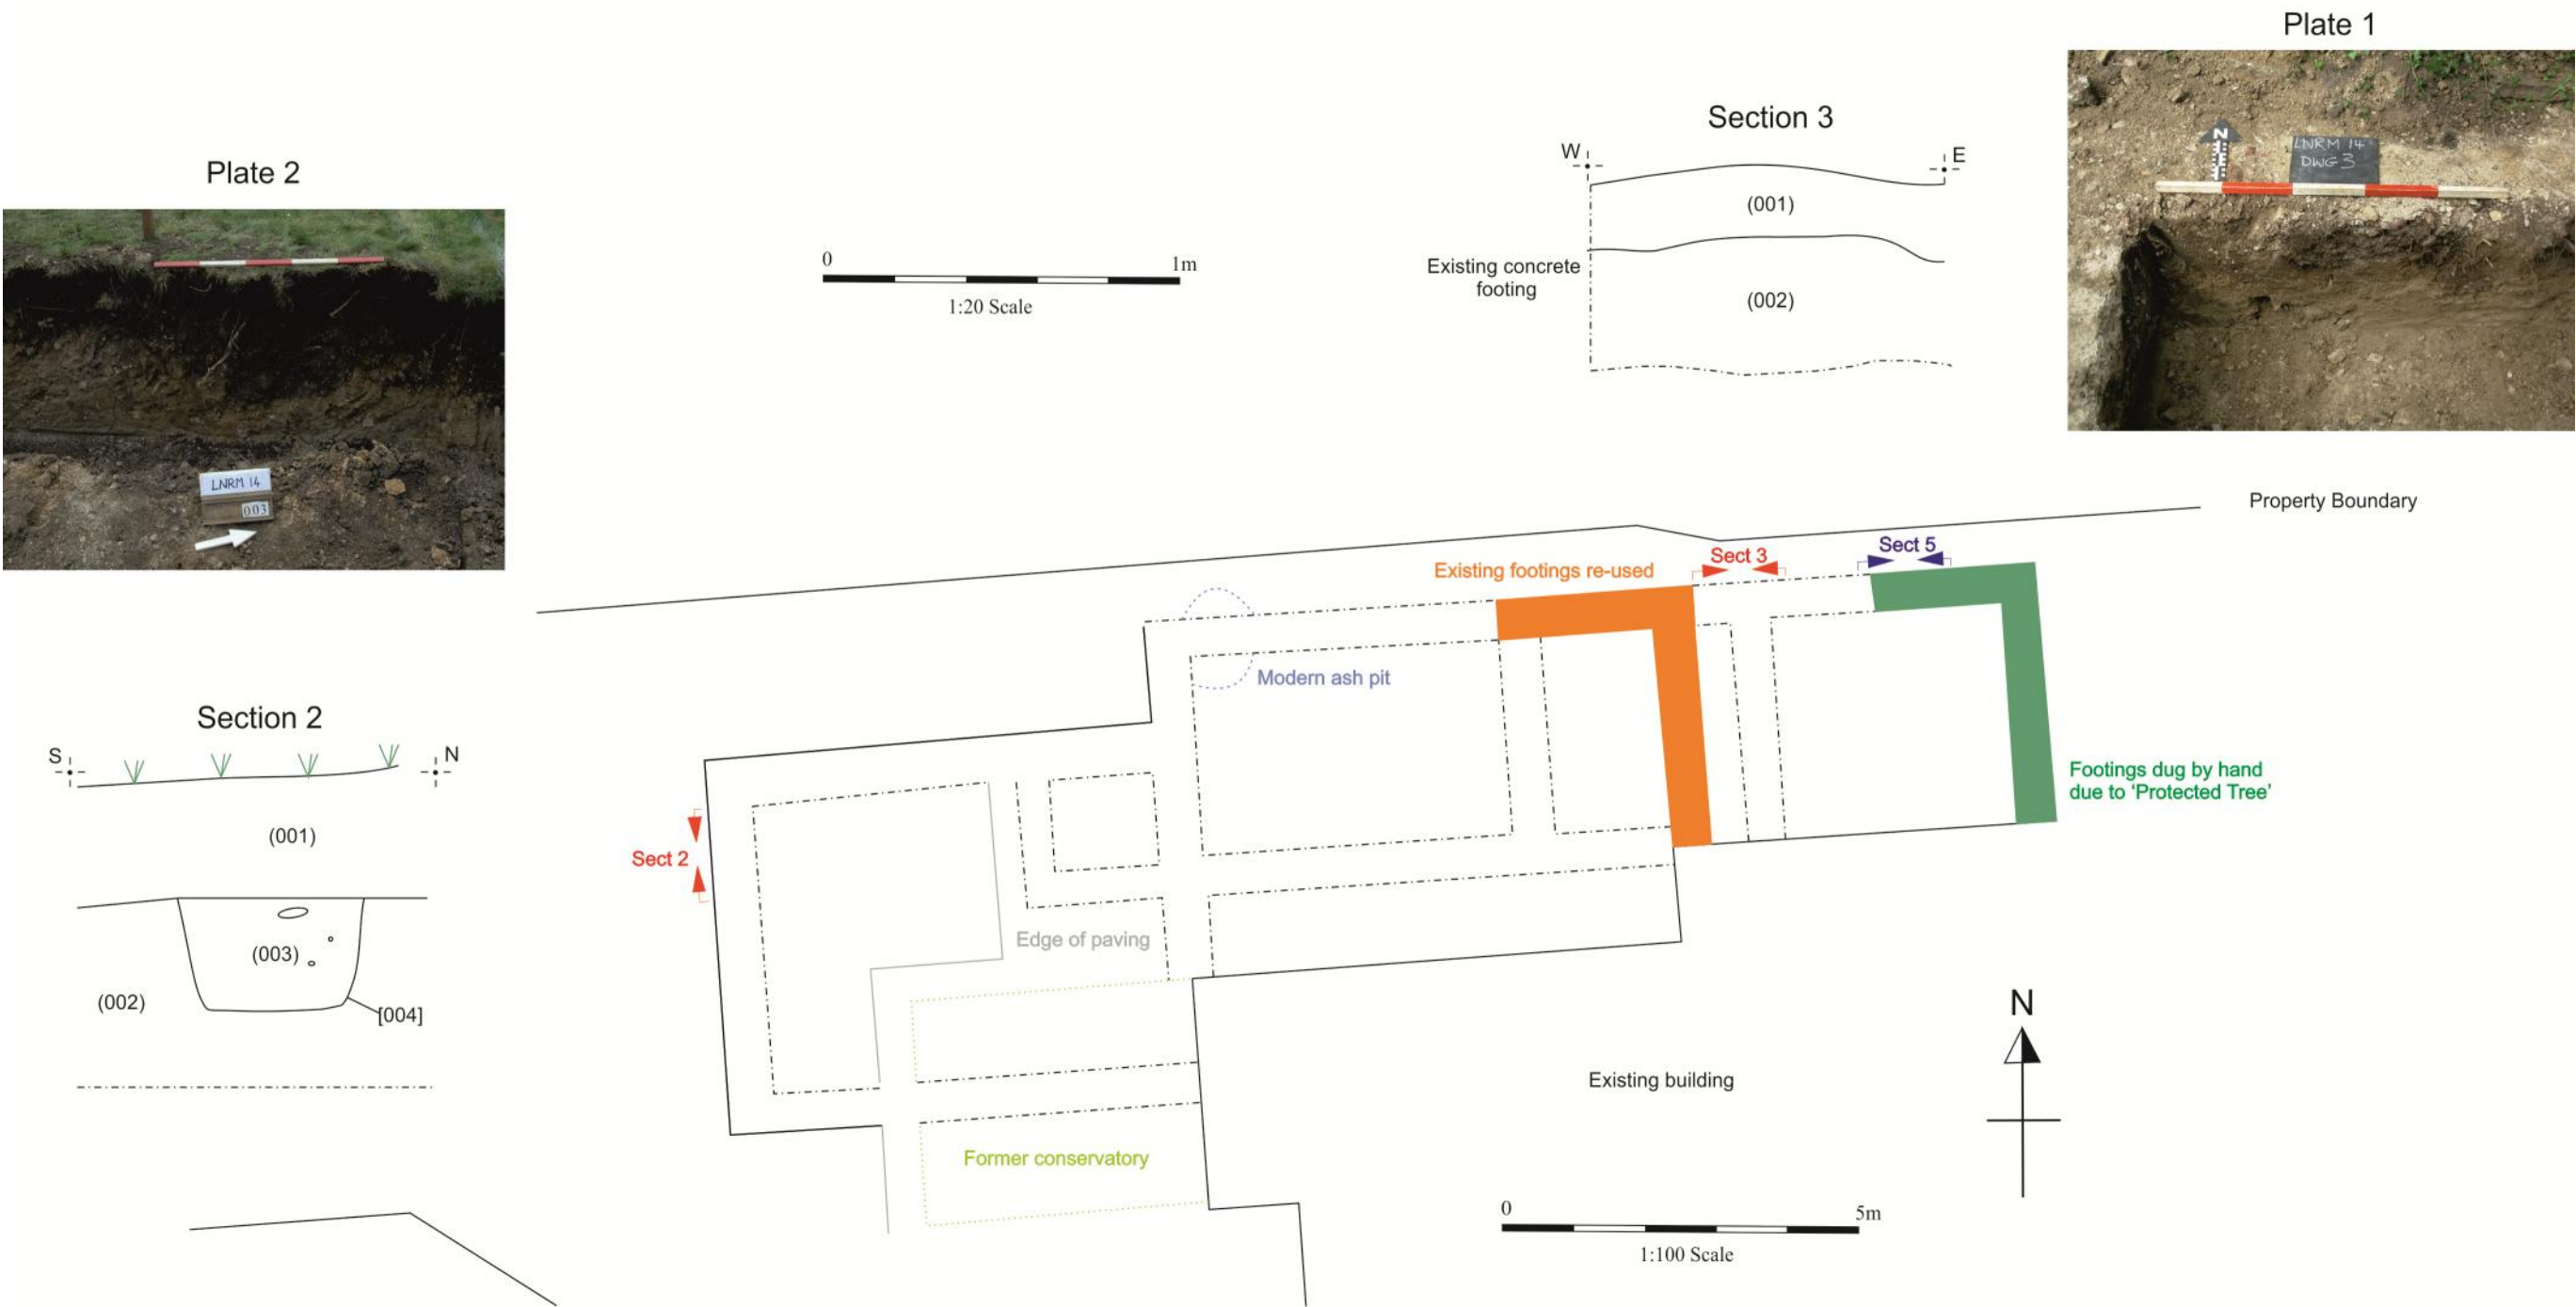 Plate 1
N
LNRM 14
DWG 3
Plate 2
LNRM 14
003
0
1m
1:20 Scale
Section 3
W
E
(001)
(002)
Existing concrete
footing
Property Boundary
Existing footings re-used
Sect 3
Sect 5
Modern ash pit
Footings dug by hand
due to ‘Protected Tree’
Sect 2
Edge of paving
Former conservatory
Existing building
Section 2
S
N
(001)
(003)
(002)
[004]
N
0
5m
1:100 Scale